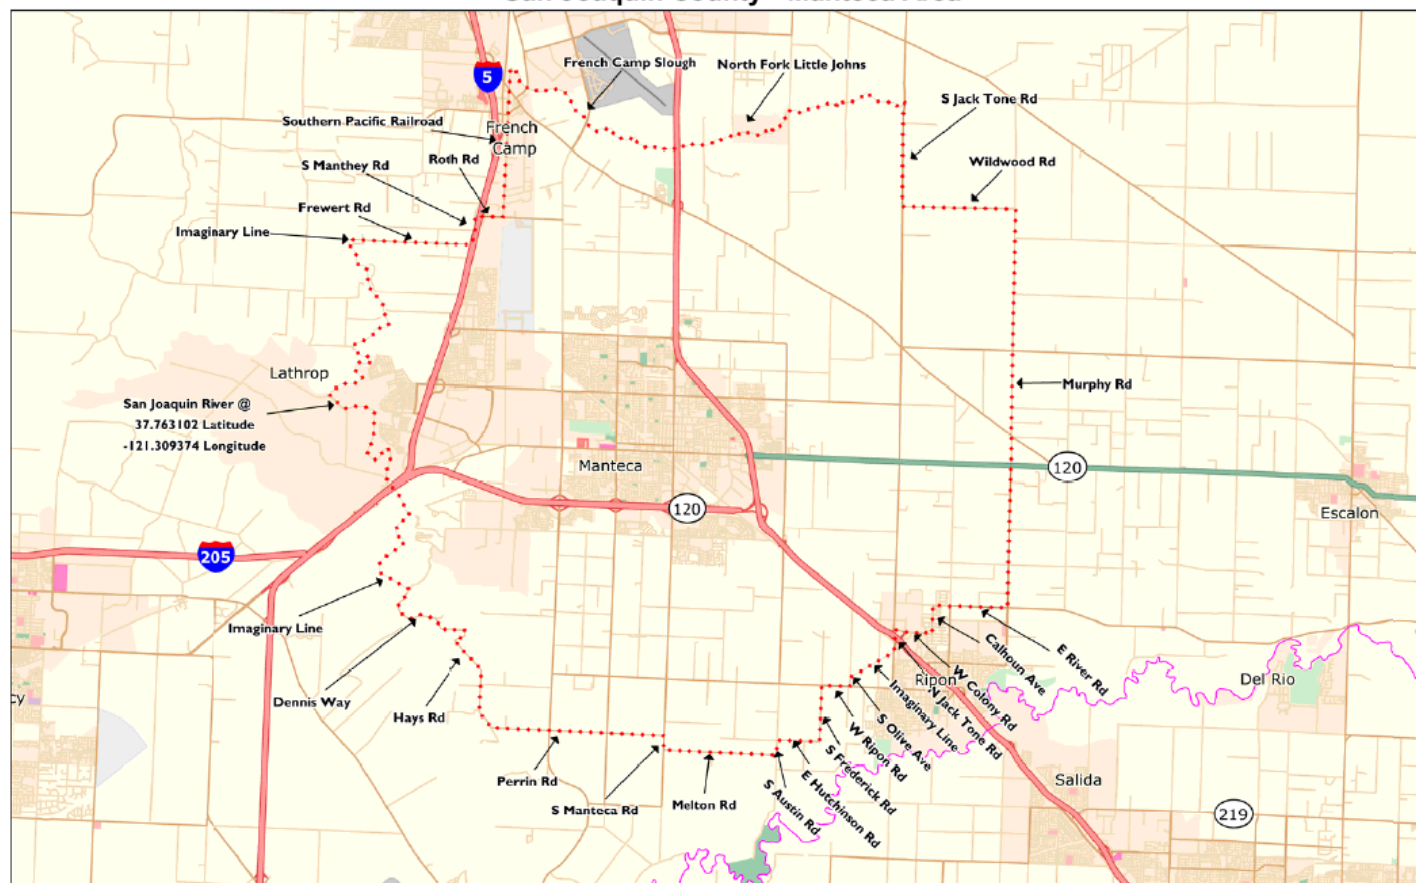 5
French Camp Slough
North Fork Little Johns
S Jack Tone Rd
Southern Pacific Railroad
French
Camp
S Manthey Rd
Roth Rd
Wildwood Rd
Frewert Rd
Imaginary Line
Lathrop
Murphy Rd
San Joaquin River @
37.763102 Latitude
-121.309374 Longitude
Manteca
120
120
Escalon
205
Imaginary Line
Dennis Way
Hays Rd
Ripon
Calhoun Ave
E River Rd
Del Rio
W Colony Rd
N Jack Tone Rd
Imaginary Line
S Olive Ave
W Ripon Rd
S Frederick Rd
E Hutchinson Rd
S Austin Rd
Perrin Rd
S Manteca Rd
Melton Rd
Salida
219
cy